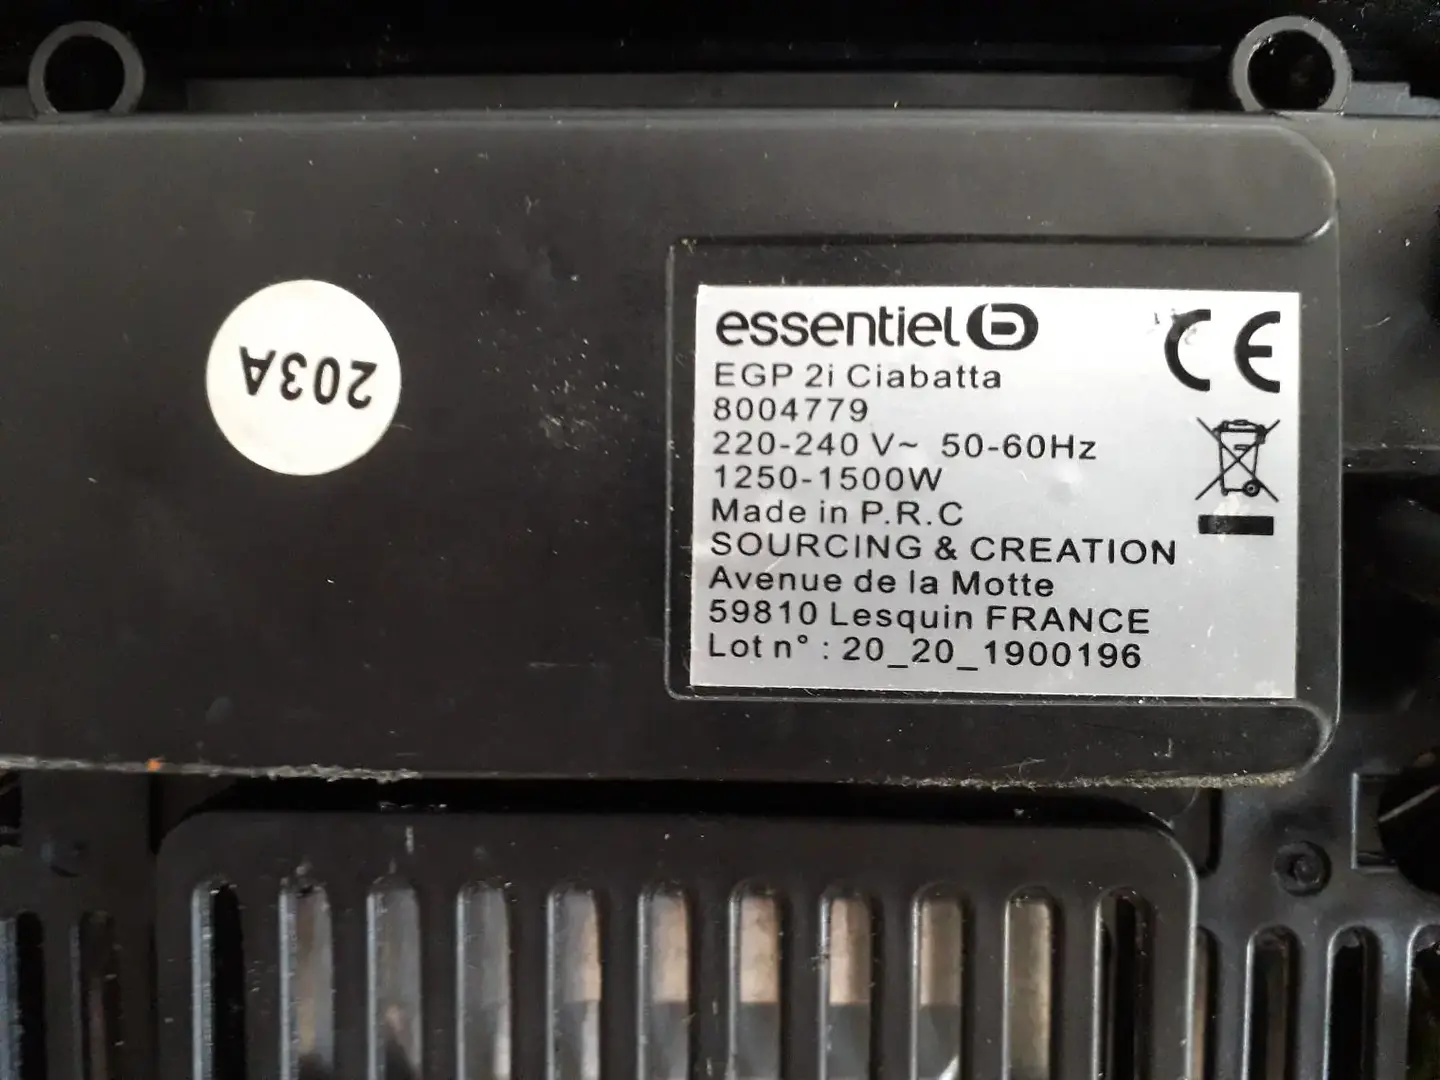 203A
essentiel b
CE
EGP 2i Ciabatta
8004779
220-240 V~ 50-60Hz
1250-1500W
Made in P.R.C
SOURCING & CREATION
Avenue de la Motte
59810 Lesquin FRANCE
Lot n° : 20_20_1900196